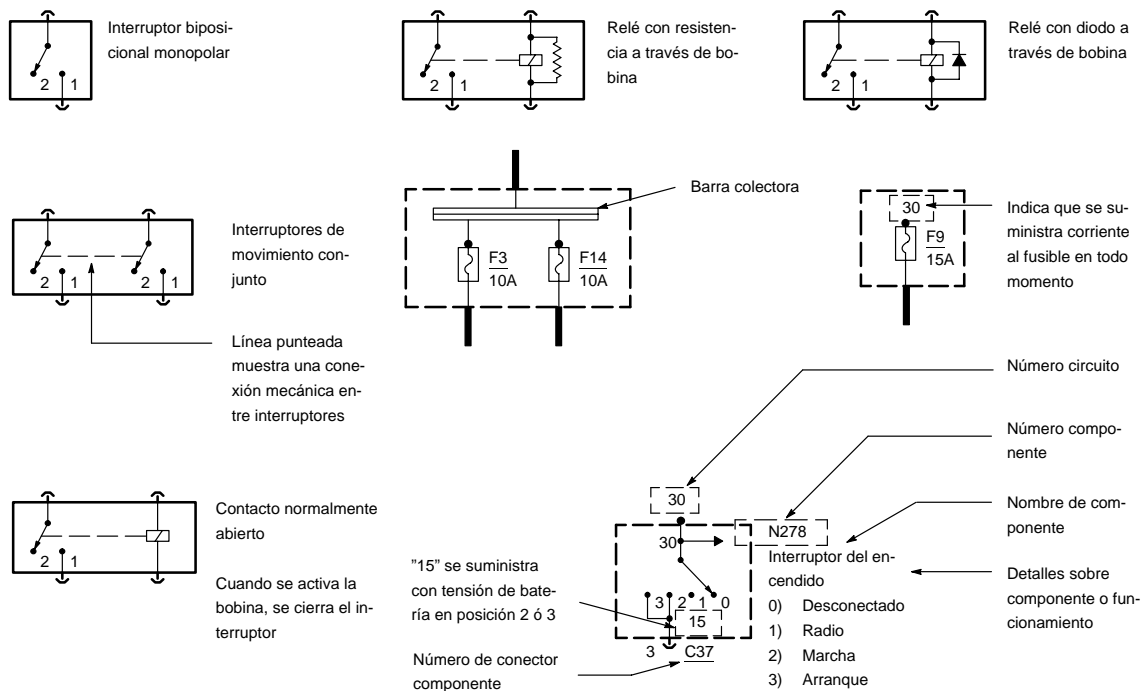 Interruptor biposi-
cional monopolar
2 1
Relé con resisten-
cia a través de bo-
bina
2 1
Relé con diodo a
través de bobina
2 1
Interruptores de
movimiento con-
junto
2 1
2 1
Línea punteada
muestra una cone-
xión mecánica en-
tre interruptores
Barra colectora
F3
10A
F14
10A
30
F9
15A
Indica que se su-
ministra corriente
al fusible en todo
momento
Contacto normalmente
abierto
Cuando se activa la
bobina, se cierra el in-
terruptor
2 1
Número circuito
Número compo-
nente
Nombre de com-
ponente
Detalles sobre
componente o fun-
cionamiento
30
30
N278
Interruptor del en-
cendido
0) Desconectado
1) Radio
2) Marcha
3) Arranque
3 2 1 0
15
3 C37
"15" se suministra
con tensión de bate-
ría en posición 2 ó 3
Número de conector
componente